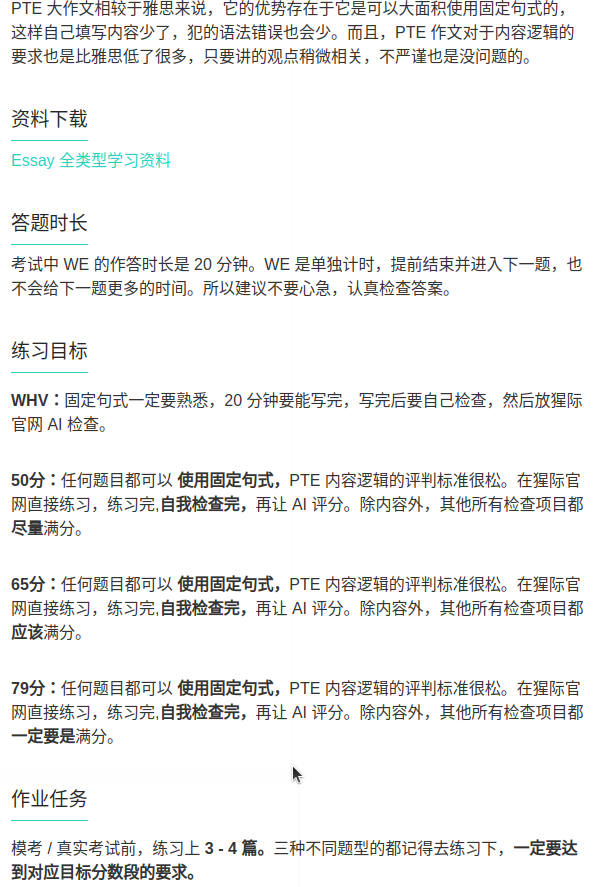 PTE 大作文相较于雅思来说，它的优势存在于它是可以大面积使用固定句式的，
这样自己填写内容少了，犯的语法错误也会少。而且，PTE 作文对于内容逻辑的
要求也是比雅思低了很多，只要讲的观点稍微相关，不严谨也是没问题的。
资料下载
Essay 全类型学习资料
答题时长
考试中 WE 的作答时长是 20 分钟。WE 是单独计时，提前结束并进入下一题，也
不会给下一题更多的时间。所以建议不要心急，认真检查答案。
练习目标
WHV：固定句式一定要熟悉，20 分钟要能写完，写完后要自己检查，然后放猩际
官网 AI 检查。
50分：任何题目都可以 使用固定句式，PTE 内容逻辑的评判标准很松。在猩际官
网直接练习，练习完,自我检查完，再让 AI 评分。除内容外，其他所有检查项目都
尽量满分。
65分：任何题目都可以 使用固定句式，PTE 内容逻辑的评判标准很松。在猩际官
网直接练习，练习完,自我检查完，再让 AI 评分。除内容外，其他所有检查项目都
应该满分。
79分：任何题目都可以 使用固定句式，PTE 内容逻辑的评判标准很松。在猩际官
网直接练习，练习完,自我检查完，再让 AI 评分。除内容外，其他所有检查项目都
一定要是满分。
作业任务
模考 / 真实考试前，练习上 3 - 4 篇。三种不同题型的都记得去练习下，一定要达
到对应目标分数段的要求。